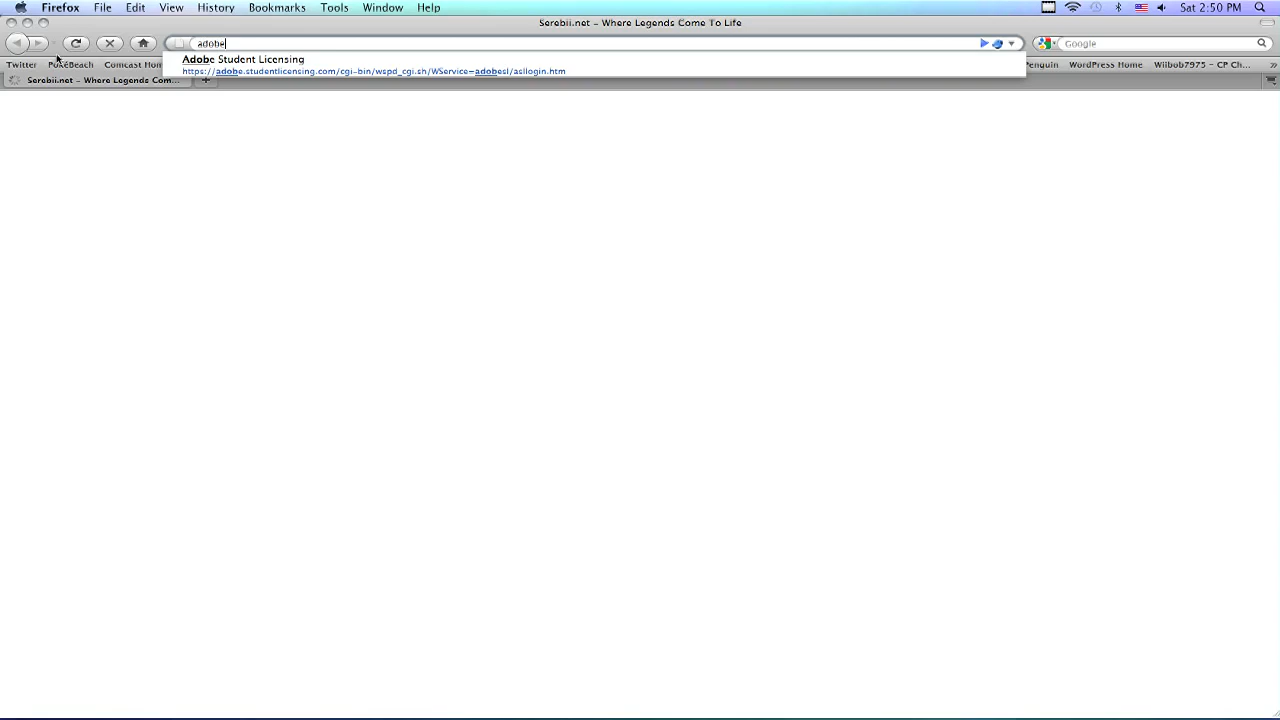 Firefox File Edit View History Bookmarks Tools Window Help Sat 2:50 PM
Serebii.net – Where Legends Come To Life
adobe Google
Adobe Student Licensing
https://adobe.studentlicensing.com/cgi-bin/wspd_cgi.sh/WService=adobesl/asllogin.htm
Twitter PokéBeach Comcast Hom Penguin WordPress Home Wilbob7975 – CP Ch... »
Serebii.net – Where Legends Com...